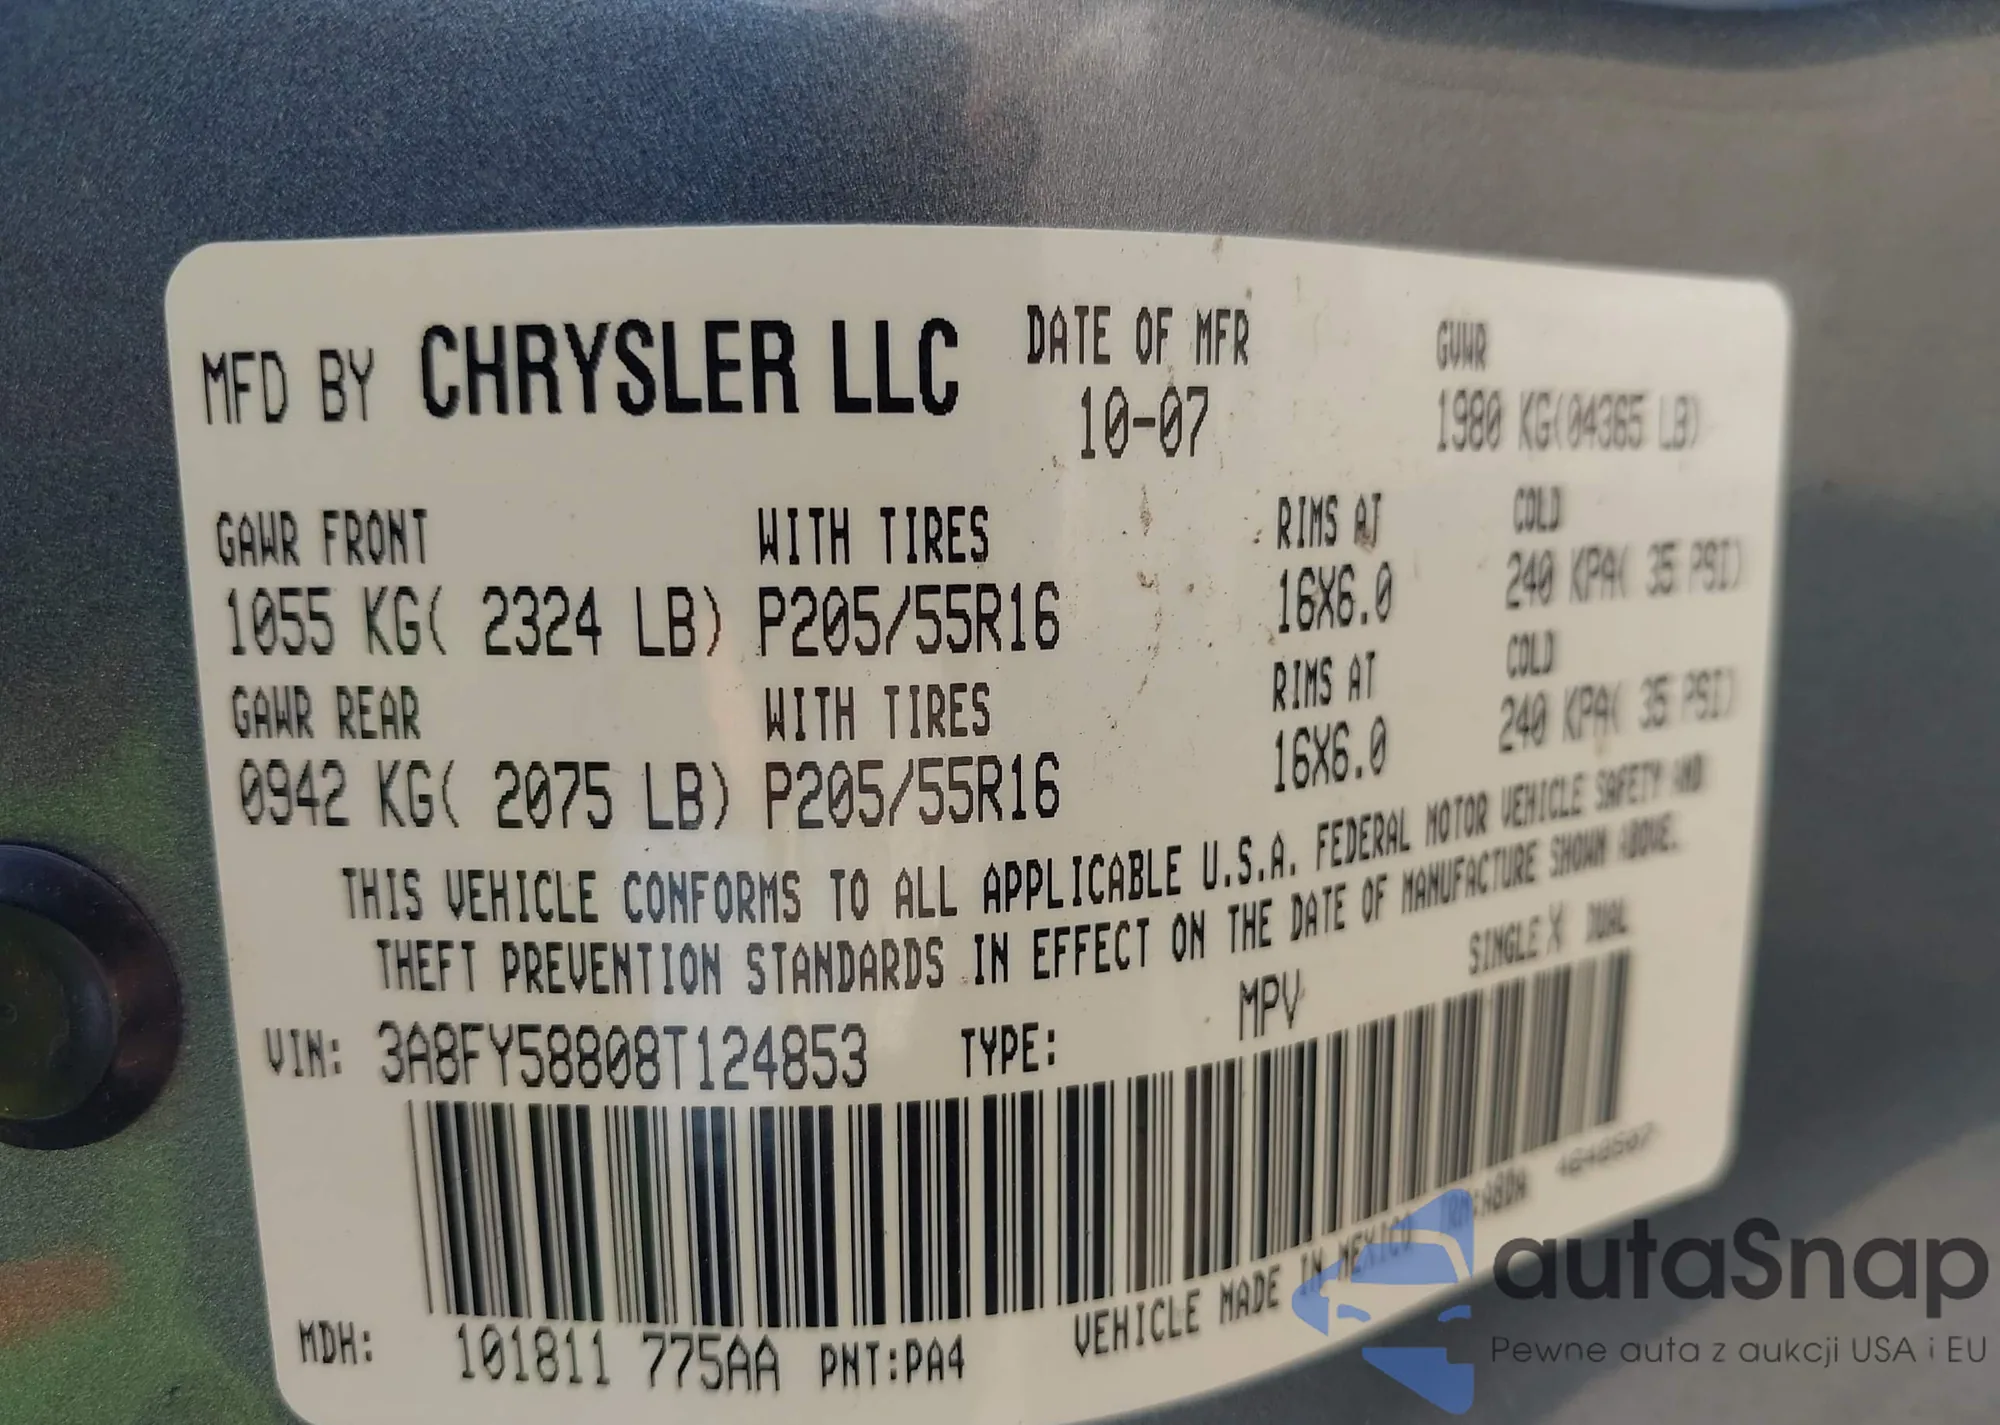 MFD BY CHRYSLER LLC DATE OF MFR GVWR
10-07 1980 KG(04365 LB)
GAWR FRONT WITH TIRES RIMS AT COLD
1055 KG( 2324 LB) P205/55R16 16X6.0 240 KPA( 35 PSI)
GAWR REAR WITH TIRES RIMS AT COLD
0942 KG( 2075 LB) P205/55R16 16X6.0 240 KPA( 35 PSI)
THIS VEHICLE CONFORMS TO ALL APPLICABLE U.S.A. FEDERAL MOTOR VEHICLE SAFETY AND
THEFT PREVENTION STANDARDS IN EFFECT ON THE DATE OF MANUFACTURE SHOWN ABOVE.
VIN: 3A8FY58808T124853 TYPE: MPV SINGLE X DUAL
MDH: 101811 775AA PNT:PA4 VEHICLE MADE IN MEXICO
autaSnap
Pewne auta z aukcji USA i EU